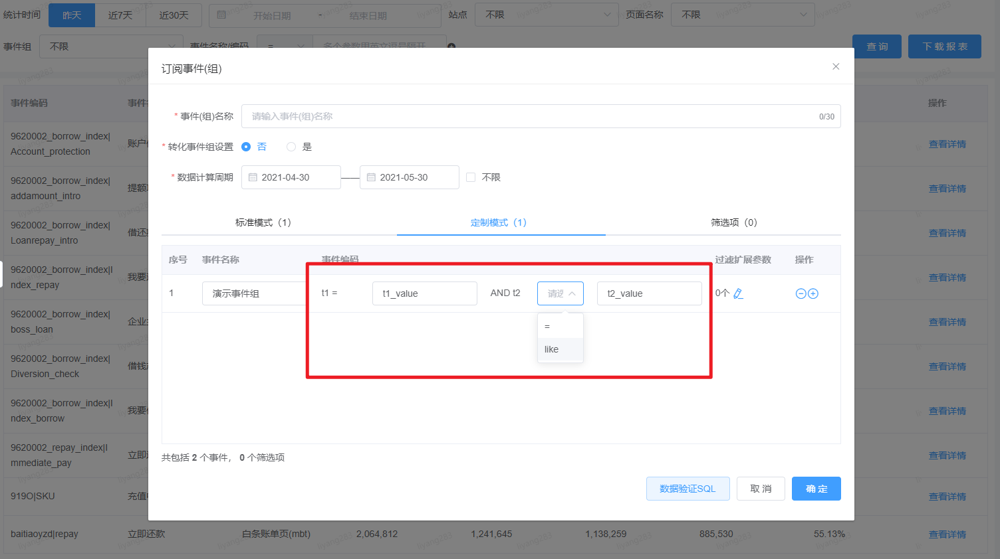 统计时间 昨天 近7天 近30天 开始日期 - 结束日期 站点 不限 页面名称 不限
事件组 不限 事件名称/编码 = 多个参数用英文逗号隔开 查询 下载报表
订阅事件(组)
* 事件(组)名称 请输入事件(组)名称 0/30
* 转化事件组设置 否 是
* 数据计算周期 2021-04-30 2021-05-30 不限
标准模式（1） 定制模式（1） 筛选项（0）
序号 事件名称 事件编码 过滤扩展参数 操作
1 演示事件组 t1 = t1_value AND t2 t2_value 0个
=
like
共包括 2 个事件， 0 个筛选项
数据验证SQL 取消 确定
事件编码 操作
9620002_borrow_index|
Account_protection
账户
查看详情
9620002_borrow_index|
addamount_intro
提额
查看详情
9620002_borrow_index|
Loanrepay_intro
借还
查看详情
9620002_borrow_index|I
ndex_repay
我要
查看详情
9620002_borrow_index|
boss_loan
企业
查看详情
9620002_borrow_index|
Diversion_check
借钱
查看详情
9620002_borrow_index|I
ndex_borrow
我要
查看详情
9620002_repay_index|I
mmediate_pay
立即
查看详情
919O|SKU 充值 查看详情
baitiaoyzd|repay 立即还款 白条账单页(mbt) 2,064,812 1,241,645 1,138,259 885,530 55.13% 查看详情
liyang283